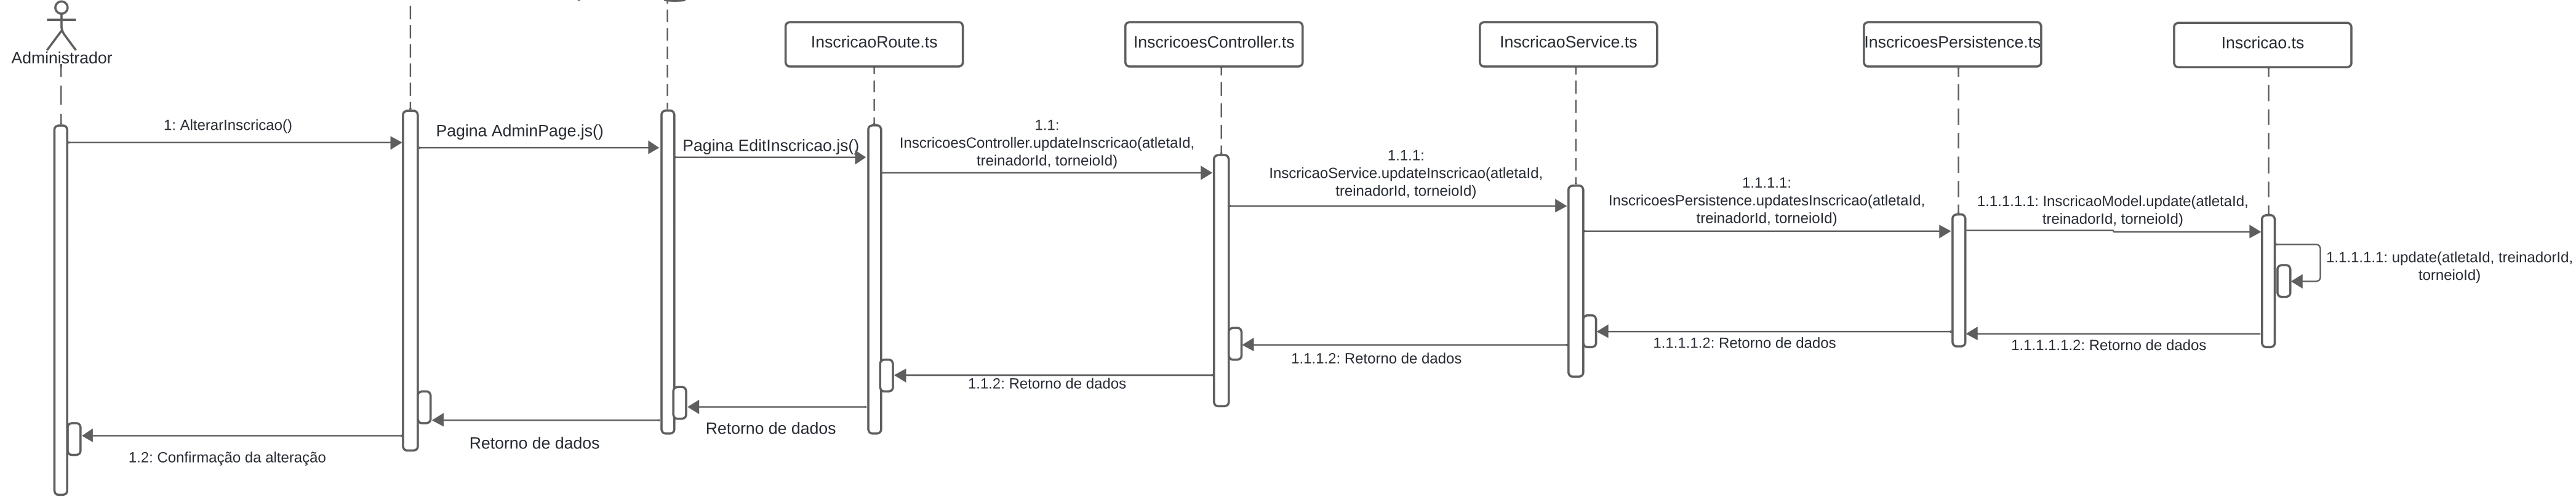 Administrador
InscricaoRoute.ts
InscricoesController.ts
InscricaoService.ts
InscricoesPersistence.ts
Inscricao.ts
1: AlterarInscricao()
Pagina AdminPage.js()
Pagina EditInscricao.js()
1.1:
InscricoesController.updateInscricao(atletaId,
treinadorId, torneioId)
1.1.1:
InscricaoService.updateInscricao(atletaId,
treinadorId, torneioId)
1.1.1.1:
InscricoesPersistence.updatesInscricao(atletaId,
treinadorId, torneioId)
1.1.1.1.1: InscricaoModel.update(atletaId,
treinadorId, torneioId)
1.1.1.1.1: update(atletaId, treinadorId,
torneioId)
1.1.1.1.1.2: Retorno de dados
1.1.1.1.2: Retorno de dados
1.1.1.2: Retorno de dados
1.1.2: Retorno de dados
Retorno de dados
Retorno de dados
1.2: Confirmação da alteração